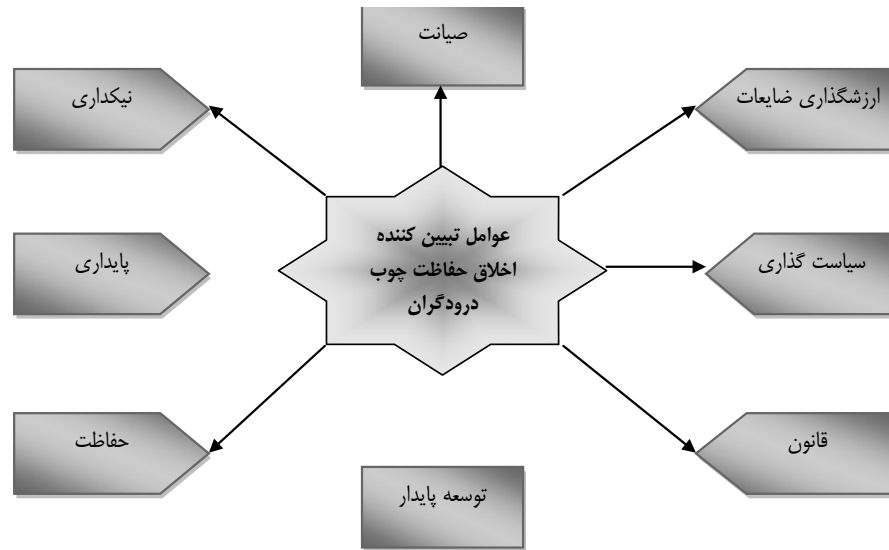 صیانت
ارزشگذاری ضایعات
نیکداری
عوامل تبیین کننده
اخلاق حفاظت چوب
درودگران
سیاست گذاری
پایداری
قانون
حفاظت
توسعه پایدار